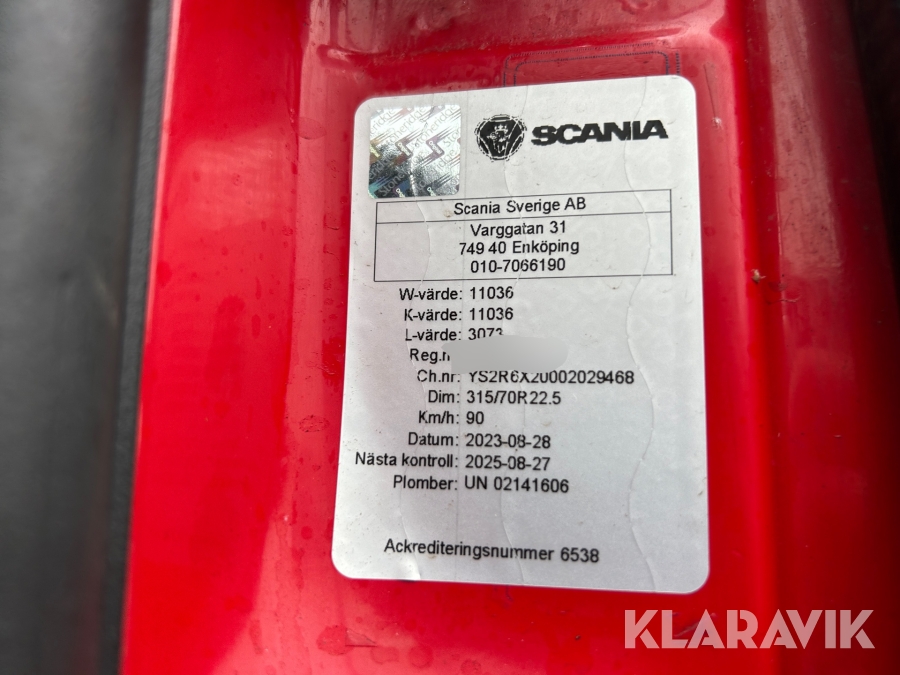 SCANIA
Scania Sverige AB
Varggatan 31
749 40 Enköping
010-7066190
W-värde: 11036
K-värde: 11036
L-värde: 3073
Reg.n
Ch.nr: YS2R6X20002029468
Dim: 315/70R22.5
Km/h: 90
Datum: 2023-08-28
Nästa kontroll: 2025-08-27
Plomber: UN 02141606
Ackrediteringsnummer 6538
KLARAVIK